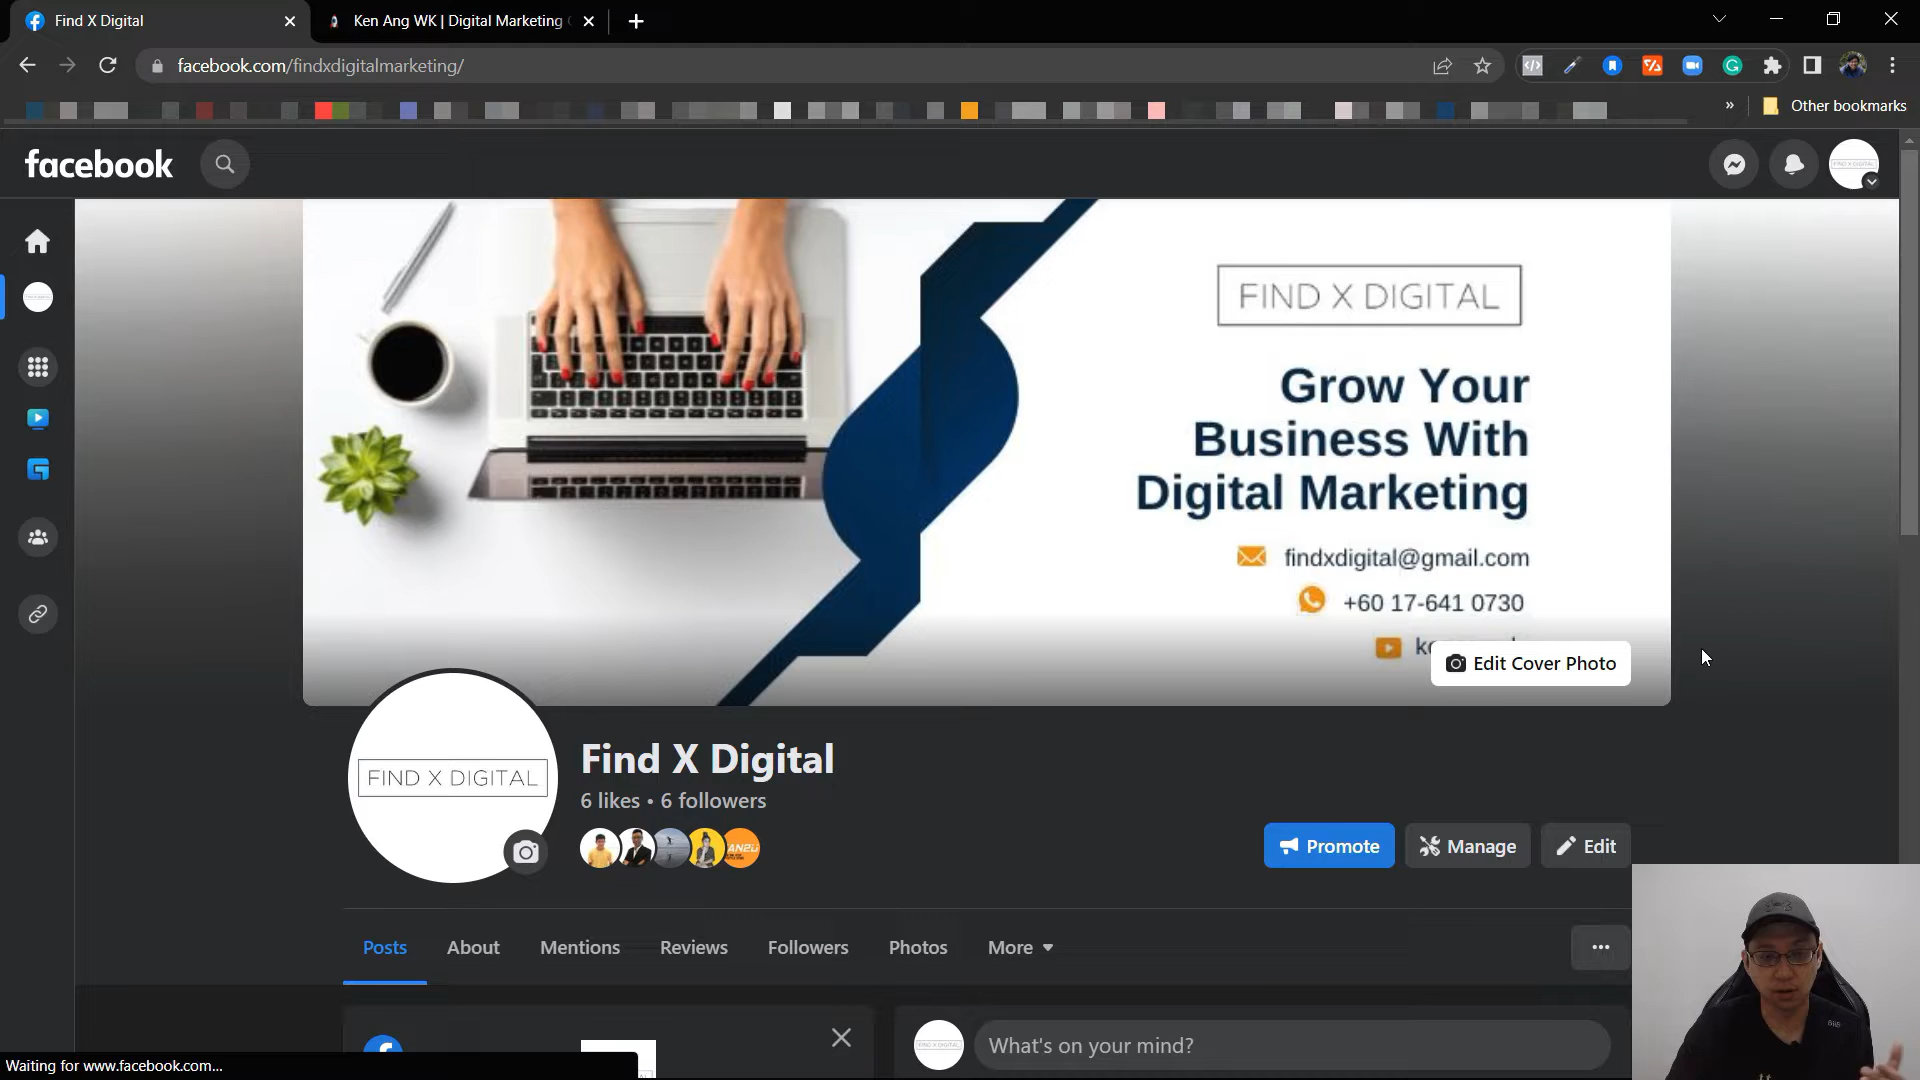 Find X Digital
Ken Ang WK | Digital Marketing
facebook.com/findxdigitalmarketing/
» Other bookmarks
facebook
FIND X DIGITAL
Grow Your
Business With
Digital Marketing
findxdigital@gmail.com
+60 17-641 0730
Edit Cover Photo
FIND X DIGITAL
Find X Digital
6 likes • 6 followers
AN2U
Promote
Manage
Edit
Posts
About
Mentions
Reviews
Followers
Photos
More
What's on your mind?
Waiting for www.facebook.com...